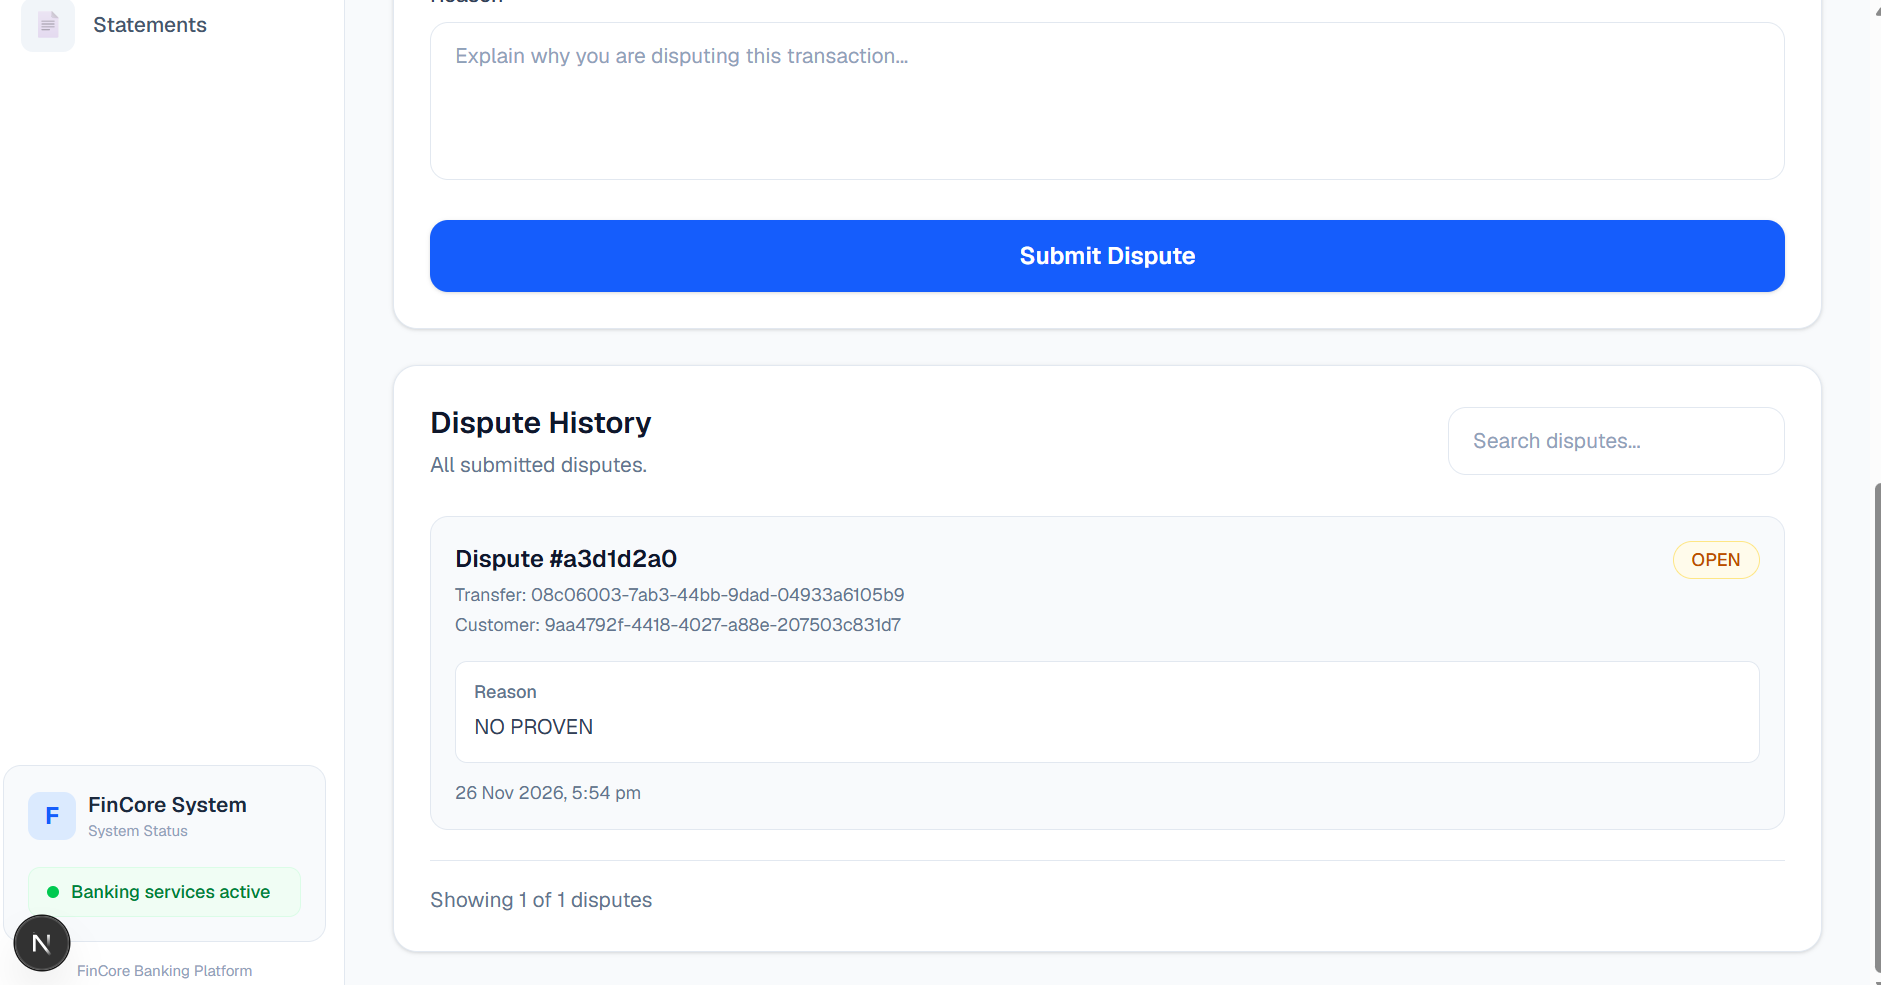 Statements
Reason
Explain why you are disputing this transaction...
Submit Dispute
Dispute History
All submitted disputes.
Search disputes...
Dispute #a3d1d2a0
OPEN
Transfer: 08c06003-7ab3-44bb-9dad-04933a6105b9
Customer: 9aa4792f-4418-4027-a88e-207503c831d7
Reason
NO PROVEN
26 Nov 2026, 5:54 pm
Showing 1 of 1 disputes
F
FinCore System
System Status
Banking services active
N
FinCore Banking Platform